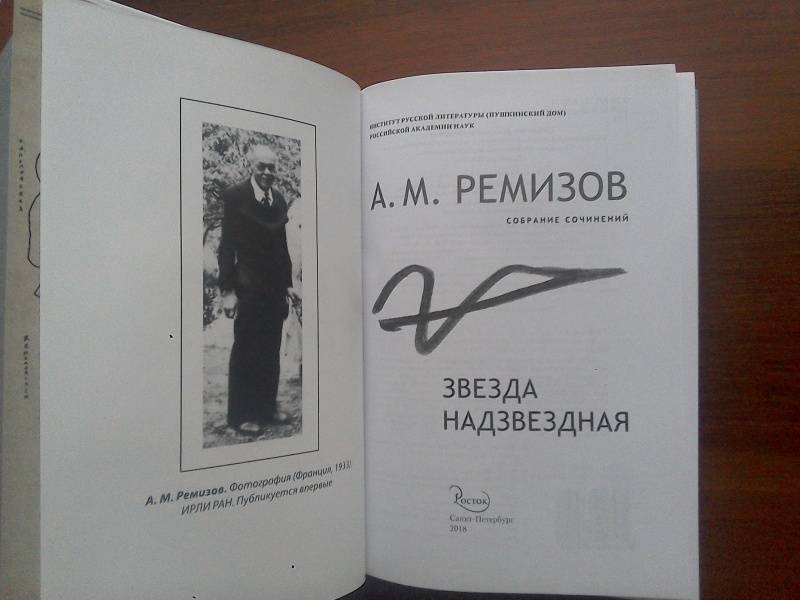 А. М. Ремизов. Фотография (Франция, 1933).
ИРЛИ РАН. Публикуется впервые
ИНСТИТУТ РУССКОЙ ЛИТЕРАТУРЫ (ПУШКИНСКИЙ ДОМ)
РОССИЙСКОЙ АКАДЕМИИ НАУК
А. М. РЕМИЗОВ
СОБРАНИЕ СОЧИНЕНИЙ
ЗВЕЗДА
НАДЗВЕЗДНАЯ
Росток
Санкт-Петербург
2018